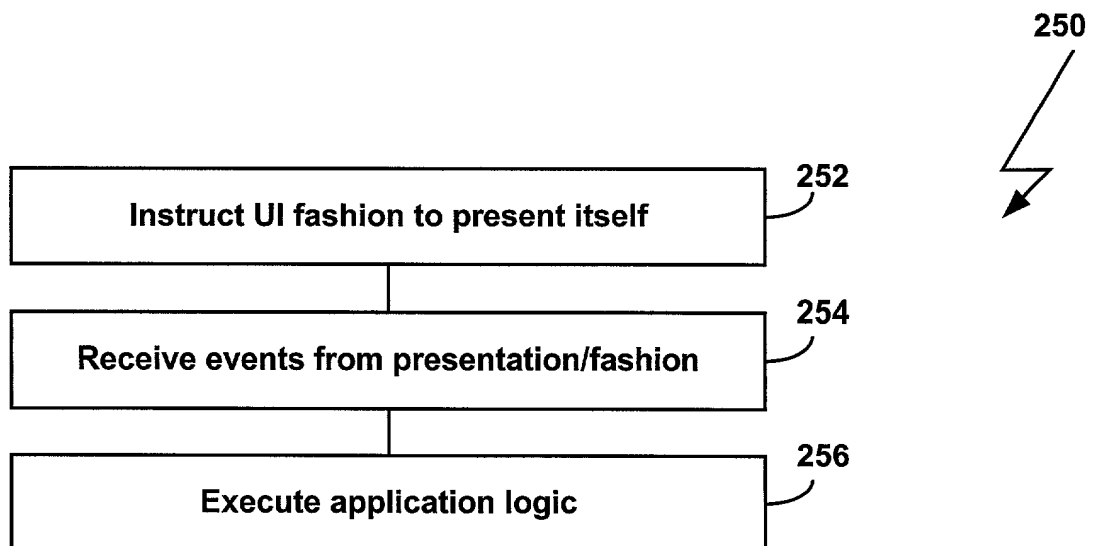 250
252
Instruct UI fashion to present itself
254
Receive events from presentation/fashion
256
Execute application logic